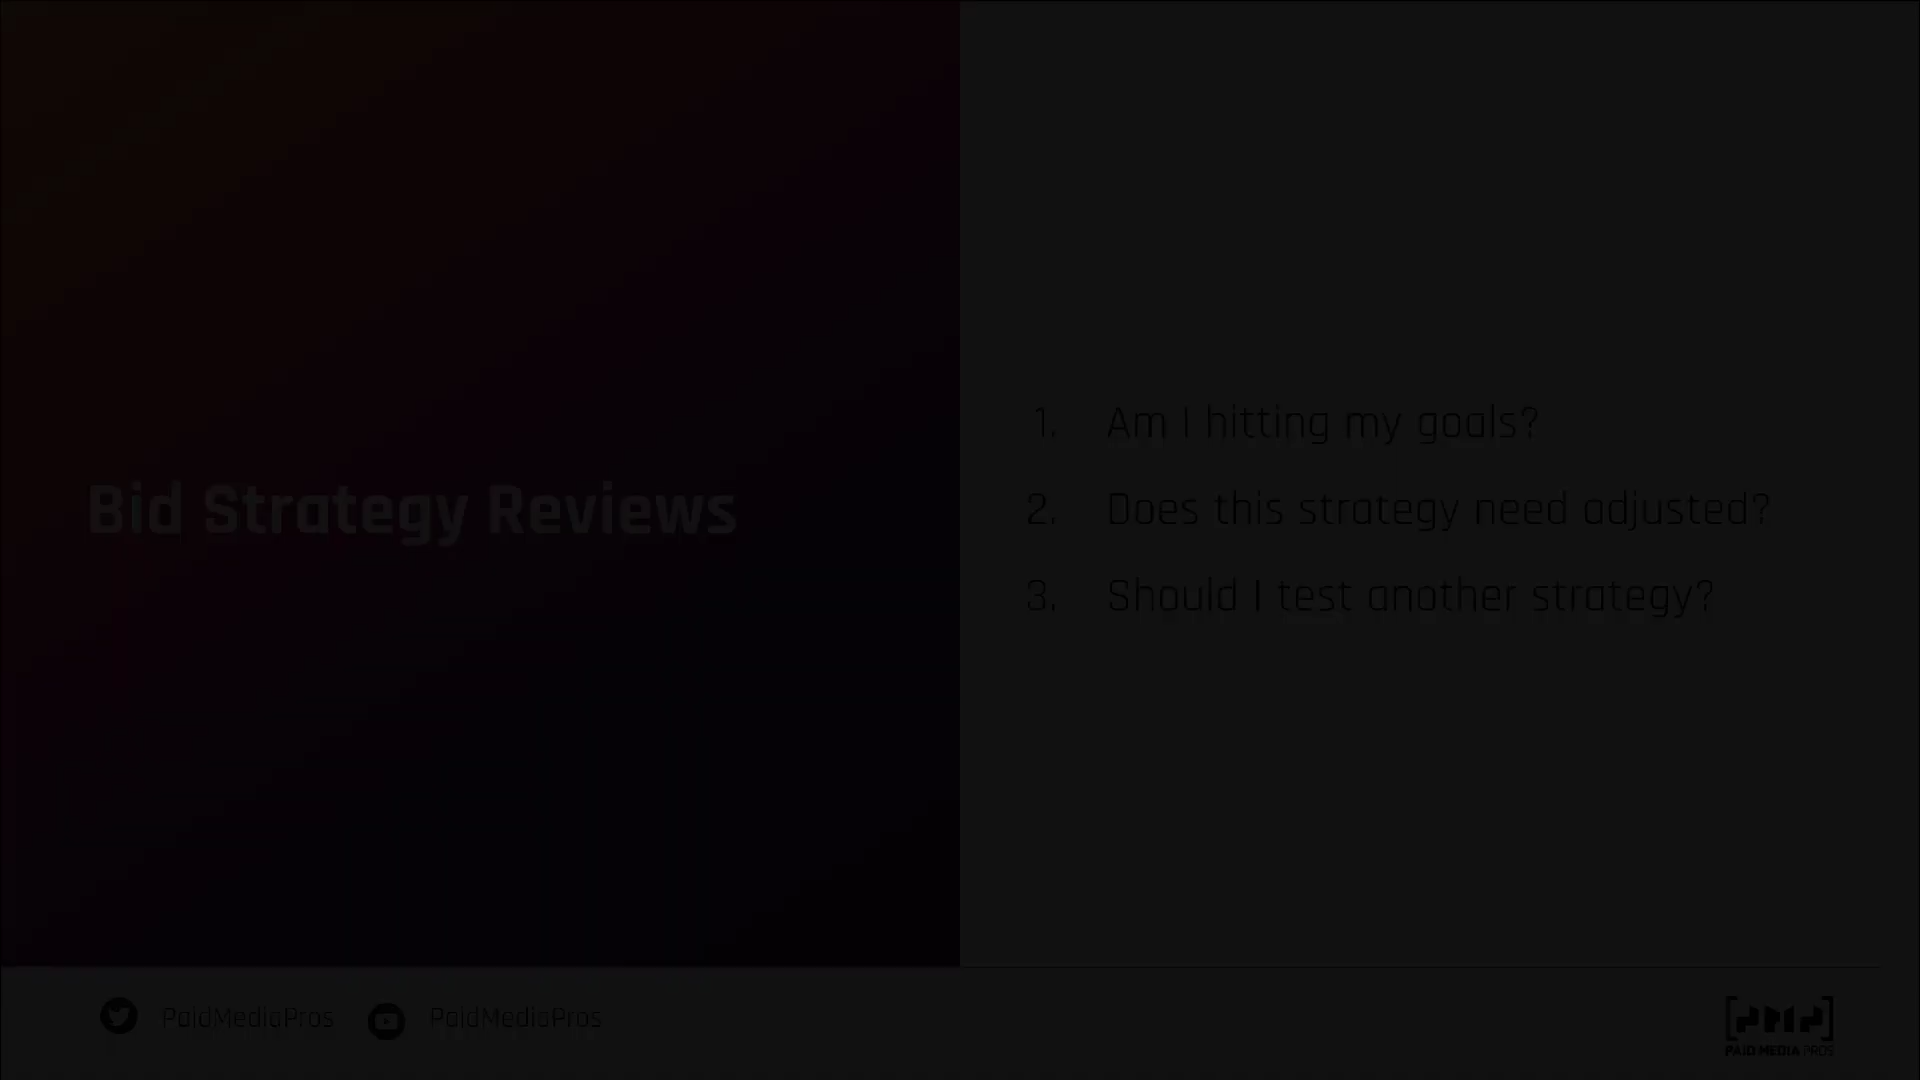 Bid Strategy Reviews
1. Am I hitting my goals?
2. Does this strategy need adjusted?
3. Should I test another strategy?
PaidMediaPros PaidMediaPros
[PMP]
PAID MEDIA PROS